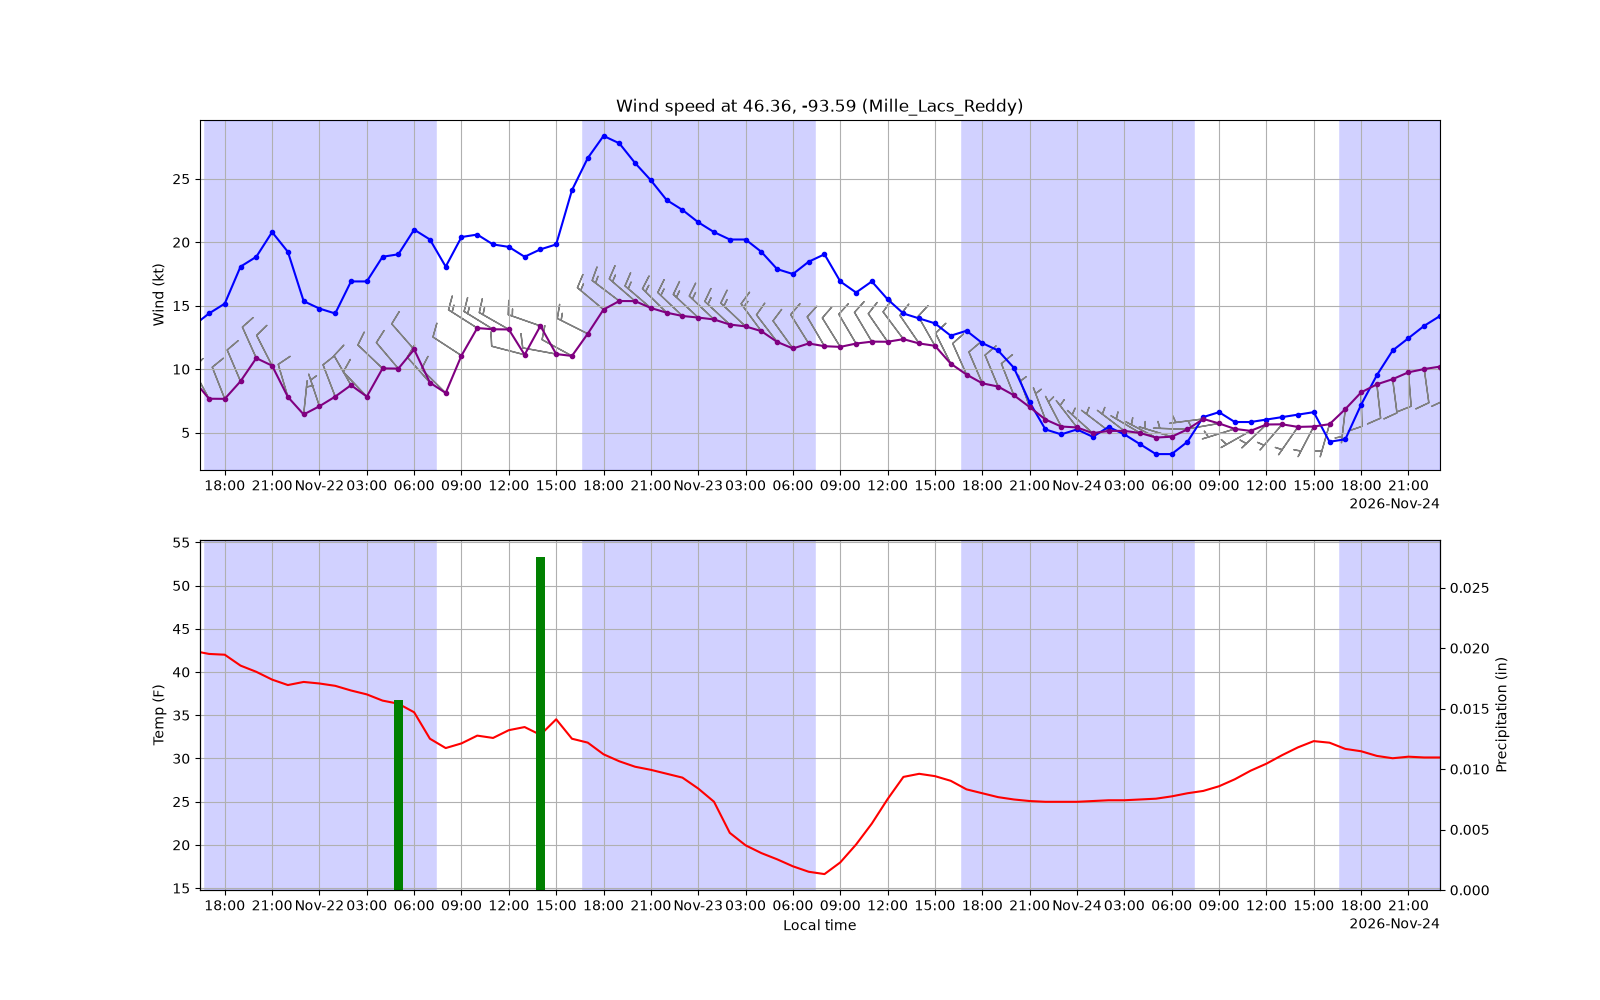 Wind speed at 46.36, -93.59 (Mille_Lacs_Reddy)
Wind (kt)
25
20
15
10
5
18:00 21:00 Nov-22 03:00 06:00 09:00 12:00 15:00 18:00 21:00 Nov-23 03:00 06:00 09:00 12:00 15:00 18:00 21:00 Nov-24 03:00 06:00 09:00 12:00 15:00 18:00 21:00
2026-Nov-24
Temp (F)
55
50
45
40
35
30
25
20
15
0.025
0.020
0.015
0.010
0.005
0.000
Precipitation (in)
18:00 21:00 Nov-22 03:00 06:00 09:00 12:00 15:00 18:00 21:00 Nov-23 03:00 06:00 09:00 12:00 15:00 18:00 21:00 Nov-24 03:00 06:00 09:00 12:00 15:00 18:00 21:00
Local time
2026-Nov-24